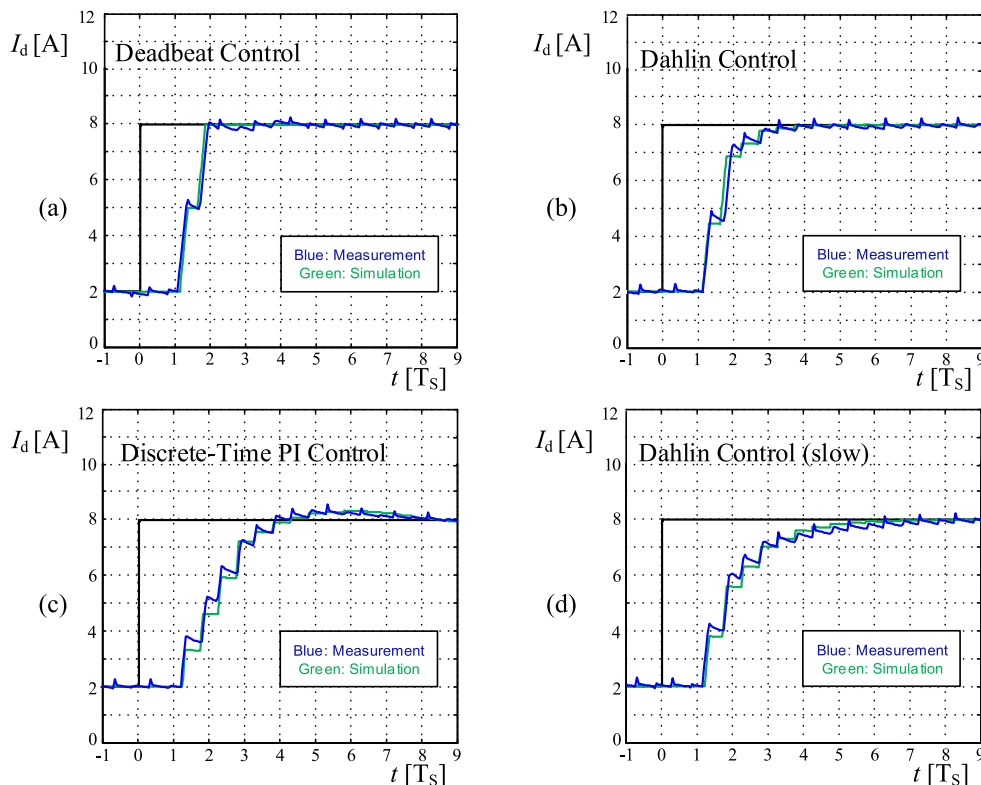 12
I_d [A]
Deadbeat Control
10
8
6
(a)
4
Blue: Measurement
Green: Simulation
2
0
-1 0 1 2 3 4 5 6 7 8 9
t [T_S]
12
I_d [A]
Dahlin Control
10
8
6
(b)
4
Blue: Measurement
Green: Simulation
2
0
-1 0 1 2 3 4 5 6 7 8 9
t [T_S]
12
I_d [A]
Discrete-Time PI Control
10
8
6
(c)
4
Blue: Measurement
Green: Simulation
2
0
-1 0 1 2 3 4 5 6 7 8 9
t [T_S]
12
I_d [A]
Dahlin Control (slow)
10
8
6
(d)
4
Blue: Measurement
Green: Simulation
2
0
-1 0 1 2 3 4 5 6 7 8 9
t [T_S]